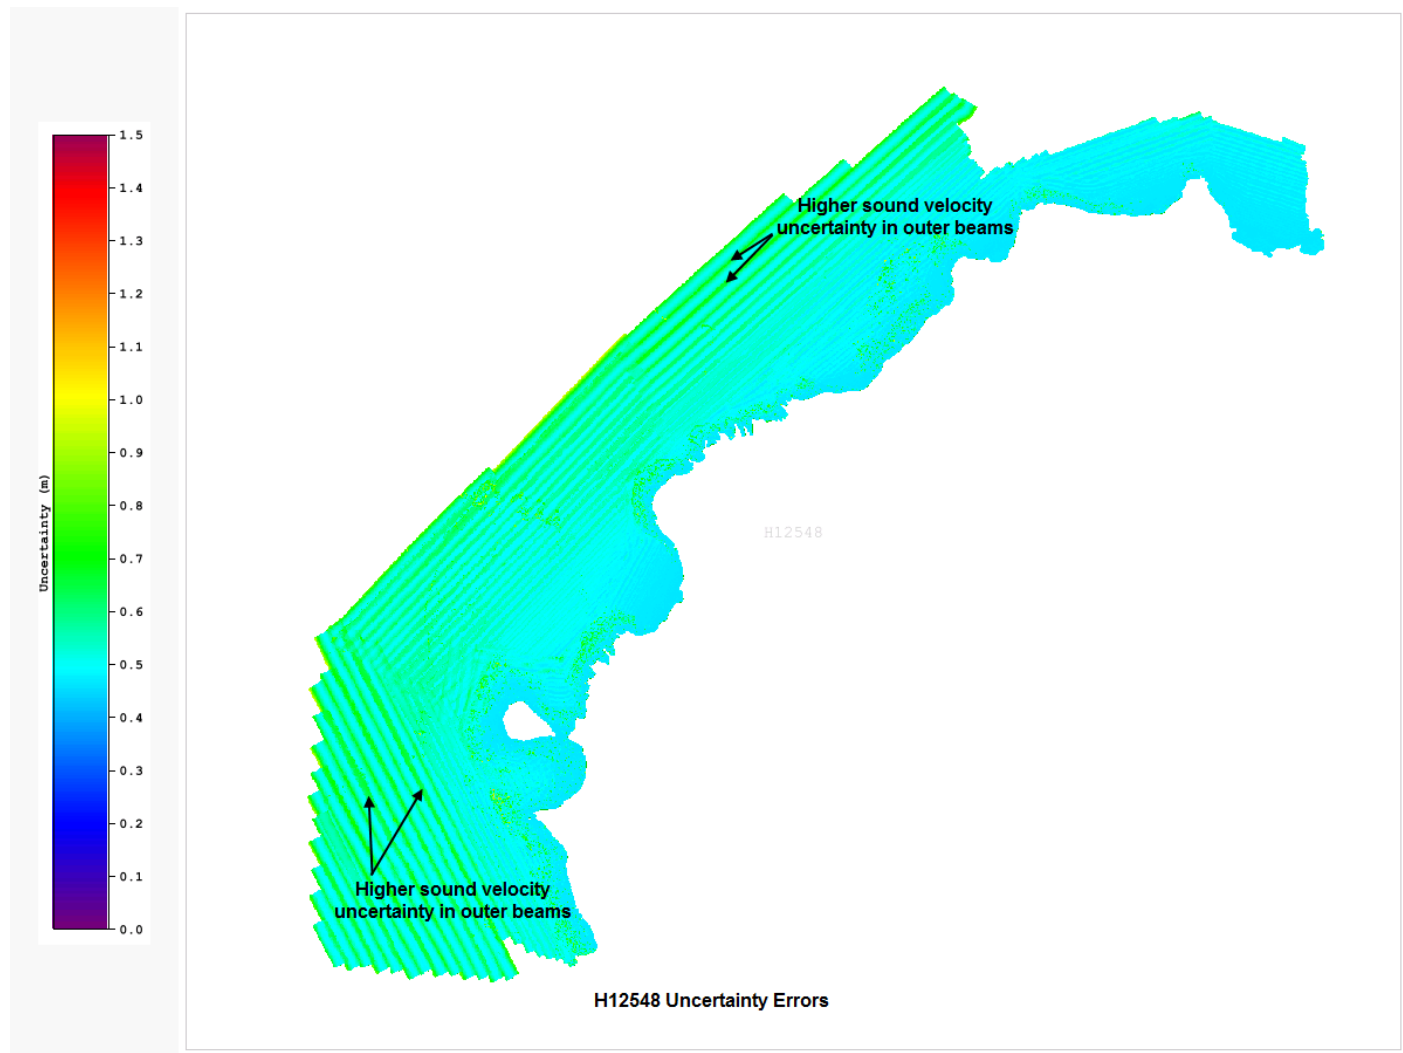 1.5
1.4
1.3
1.2
1.1
1.0
0.9
0.8
0.7
0.6
0.5
0.4
0.3
0.2
0.1
0.0
Uncertainty (m)
Higher sound velocity
uncertainty in outer beams
H12548
Higher sound velocity
uncertainty in outer beams
H12548 Uncertainty Errors